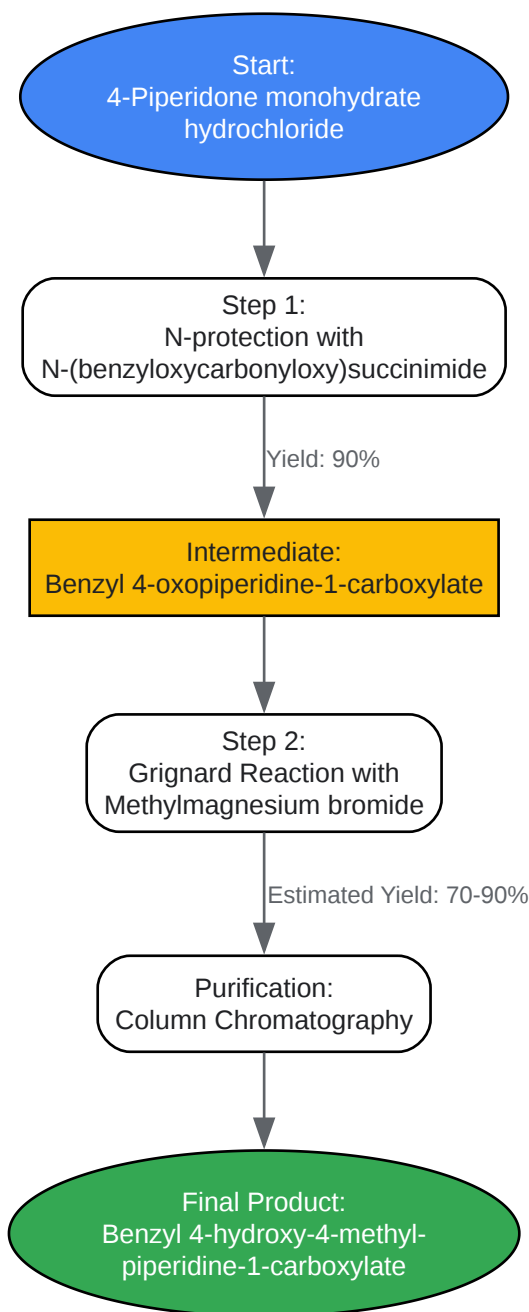 Start:
4-Piperidone monohydrate
hydrochloride
Step 1:
N-protection with
N-(benzyloxycarbonyloxy)succinimide
Yield: 90%
Intermediate:
Benzyl 4-oxopiperidine-1-carboxylate
Step 2:
Grignard Reaction with
Methylmagnesium bromide
Estimated Yield: 70-90%
Purification:
Column Chromatography
Final Product:
Benzyl 4-hydroxy-4-methyl-
piperidine-1-carboxylate